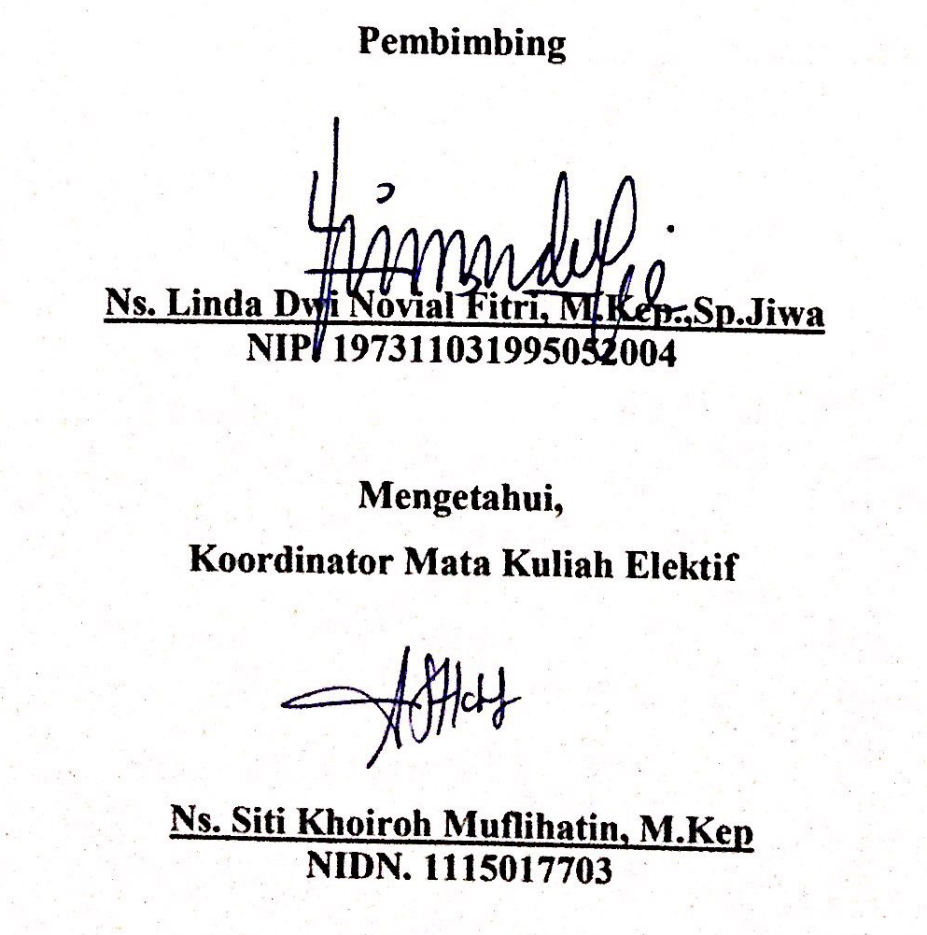 Pembimbing
Ns. Linda Dwi Novial Fitri, M.Kep.,Sp.Jiwa
NIP. 197311031995052004
Mengetahui,
Koordinator Mata Kuliah Elektif
Ns. Siti Khoiroh Muflihatin, M.Kep
NIDN. 1115017703